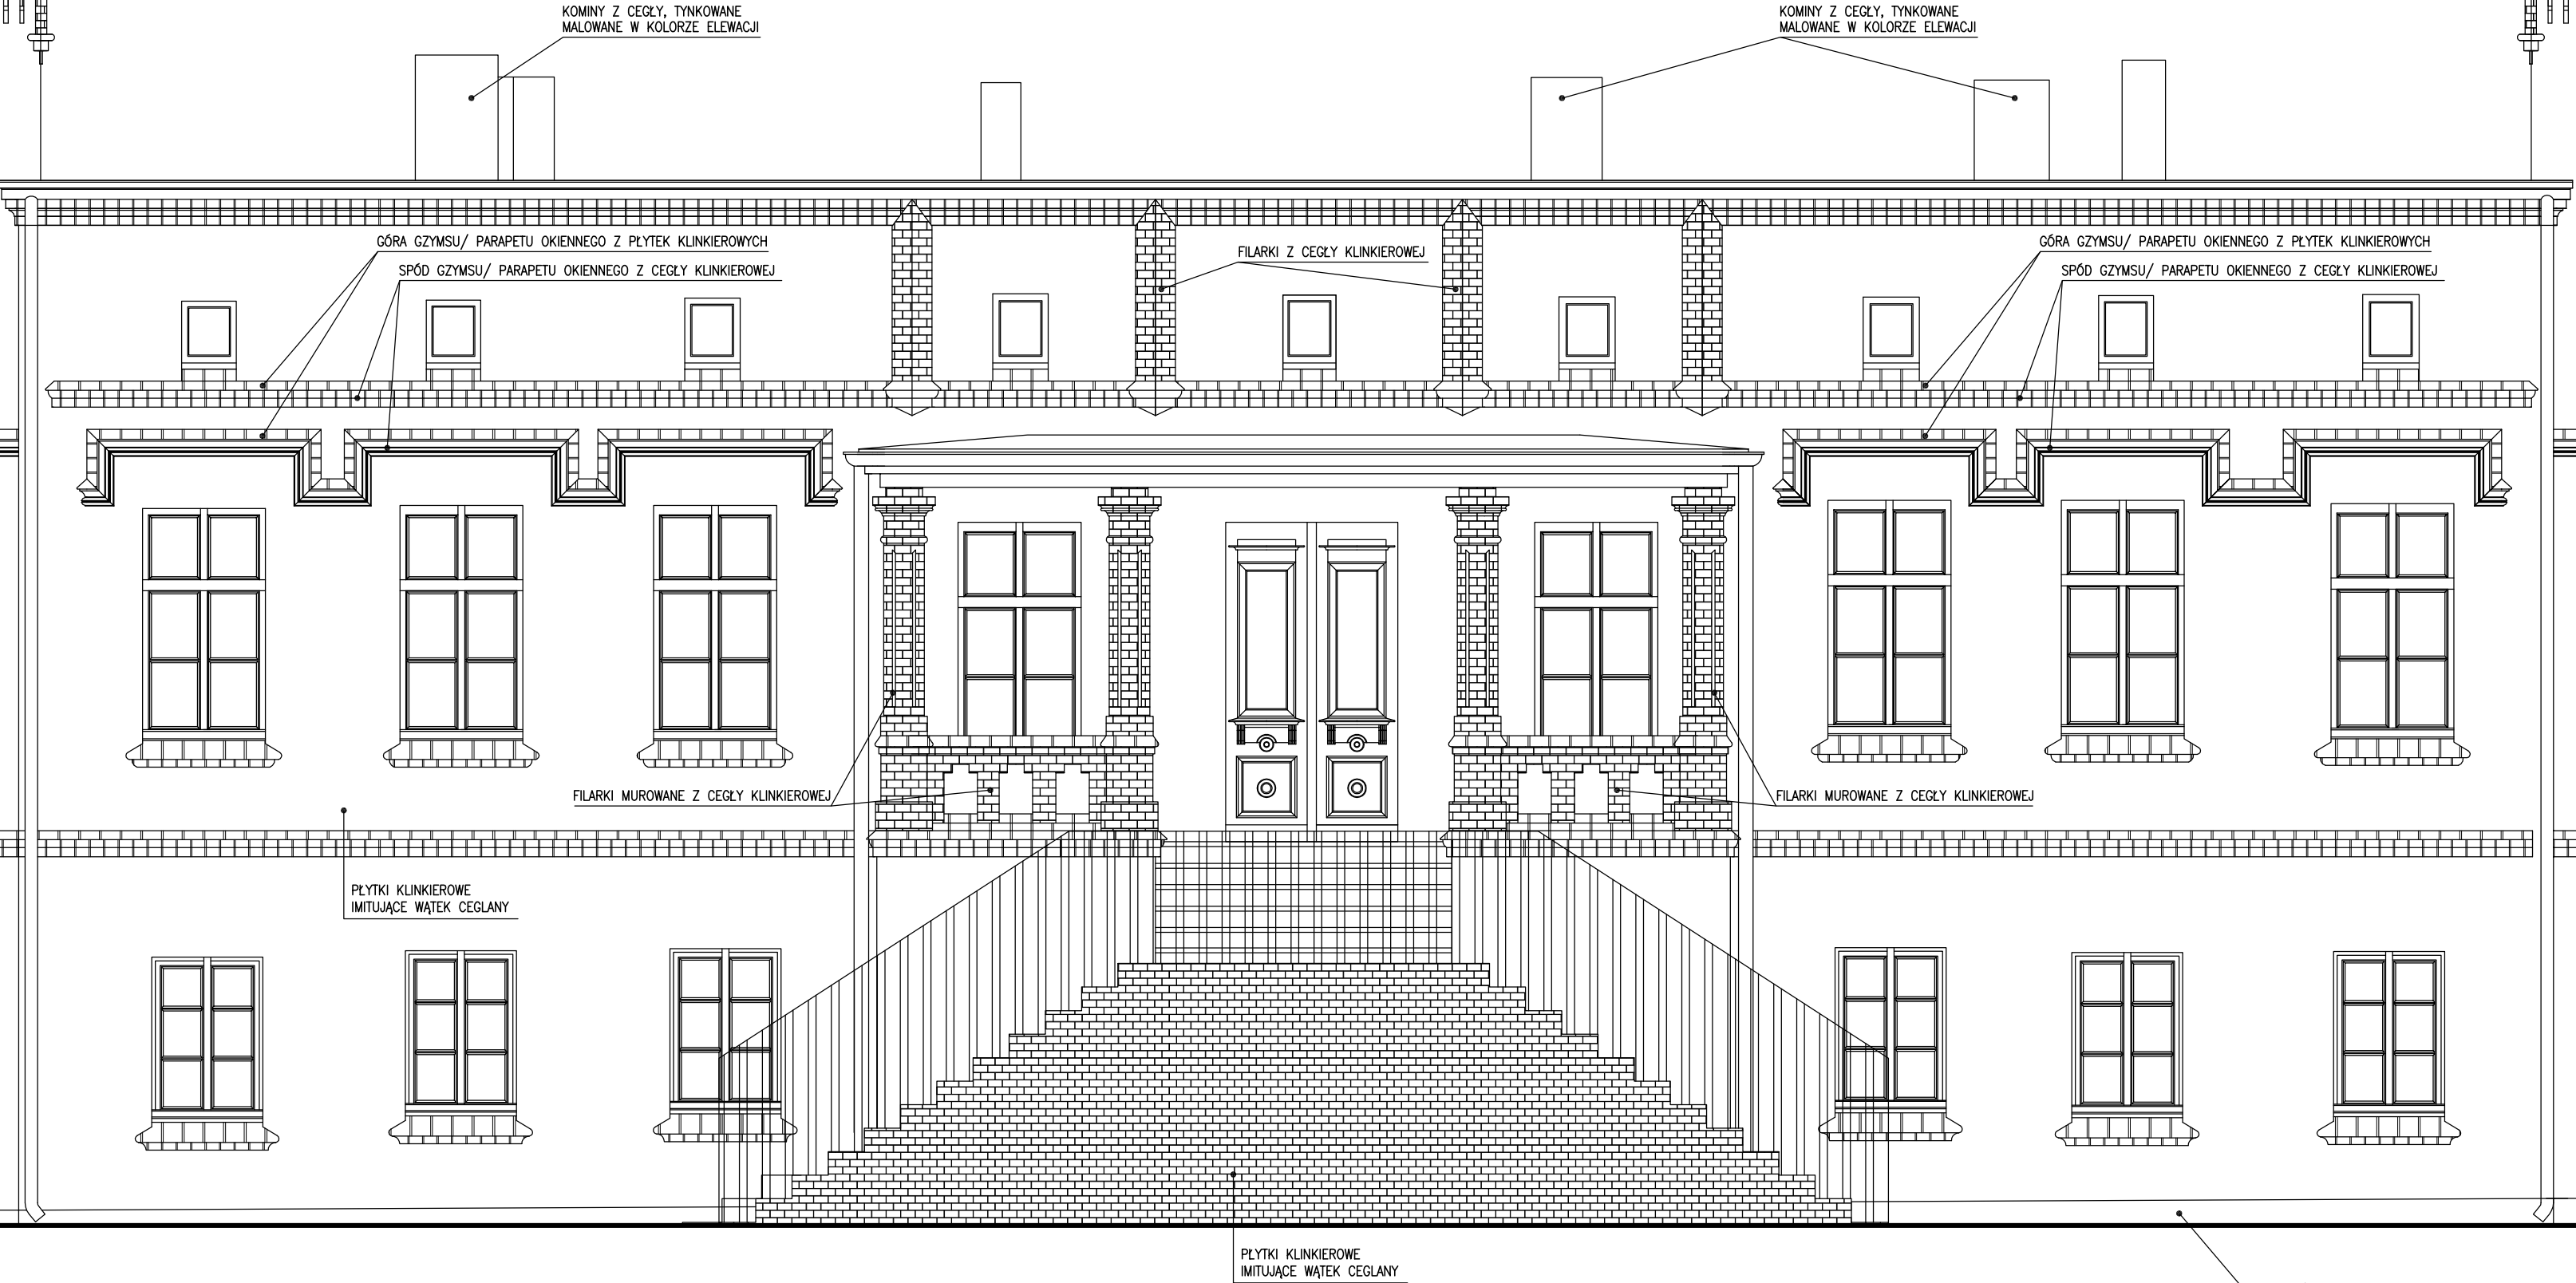 KOMINY Z CEGŁY, TYNKOWANE
MALOWANE W KOLORZE ELEWACJI
KOMINY Z CEGŁY, TYNKOWANE
MALOWANE W KOLORZE ELEWACJI
GÓRA GZYMSU/ PARAPETU OKIENNEGO Z PŁYTEK KLINKIEROWYCH
SPÓD GZYMSU/ PARAPETU OKIENNEGO Z CEGŁY KLINKIEROWEJ
FILARKI Z CEGŁY KLINKIEROWEJ
GÓRA GZYMSU/ PARAPETU OKIENNEGO Z PŁYTEK KLINKIEROWYCH
SPÓD GZYMSU/ PARAPETU OKIENNEGO Z CEGŁY KLINKIEROWEJ
FILARKI MUROWANE Z CEGŁY KLINKIEROWEJ
FILARKI MUROWANE Z CEGŁY KLINKIEROWEJ
PŁYTKI KLINKIEROWE
IMITUJĄCE WĄTEK CEGLANY
PŁYTKI KLINKIEROWE
IMITUJĄCE WĄTEK CEGLANY